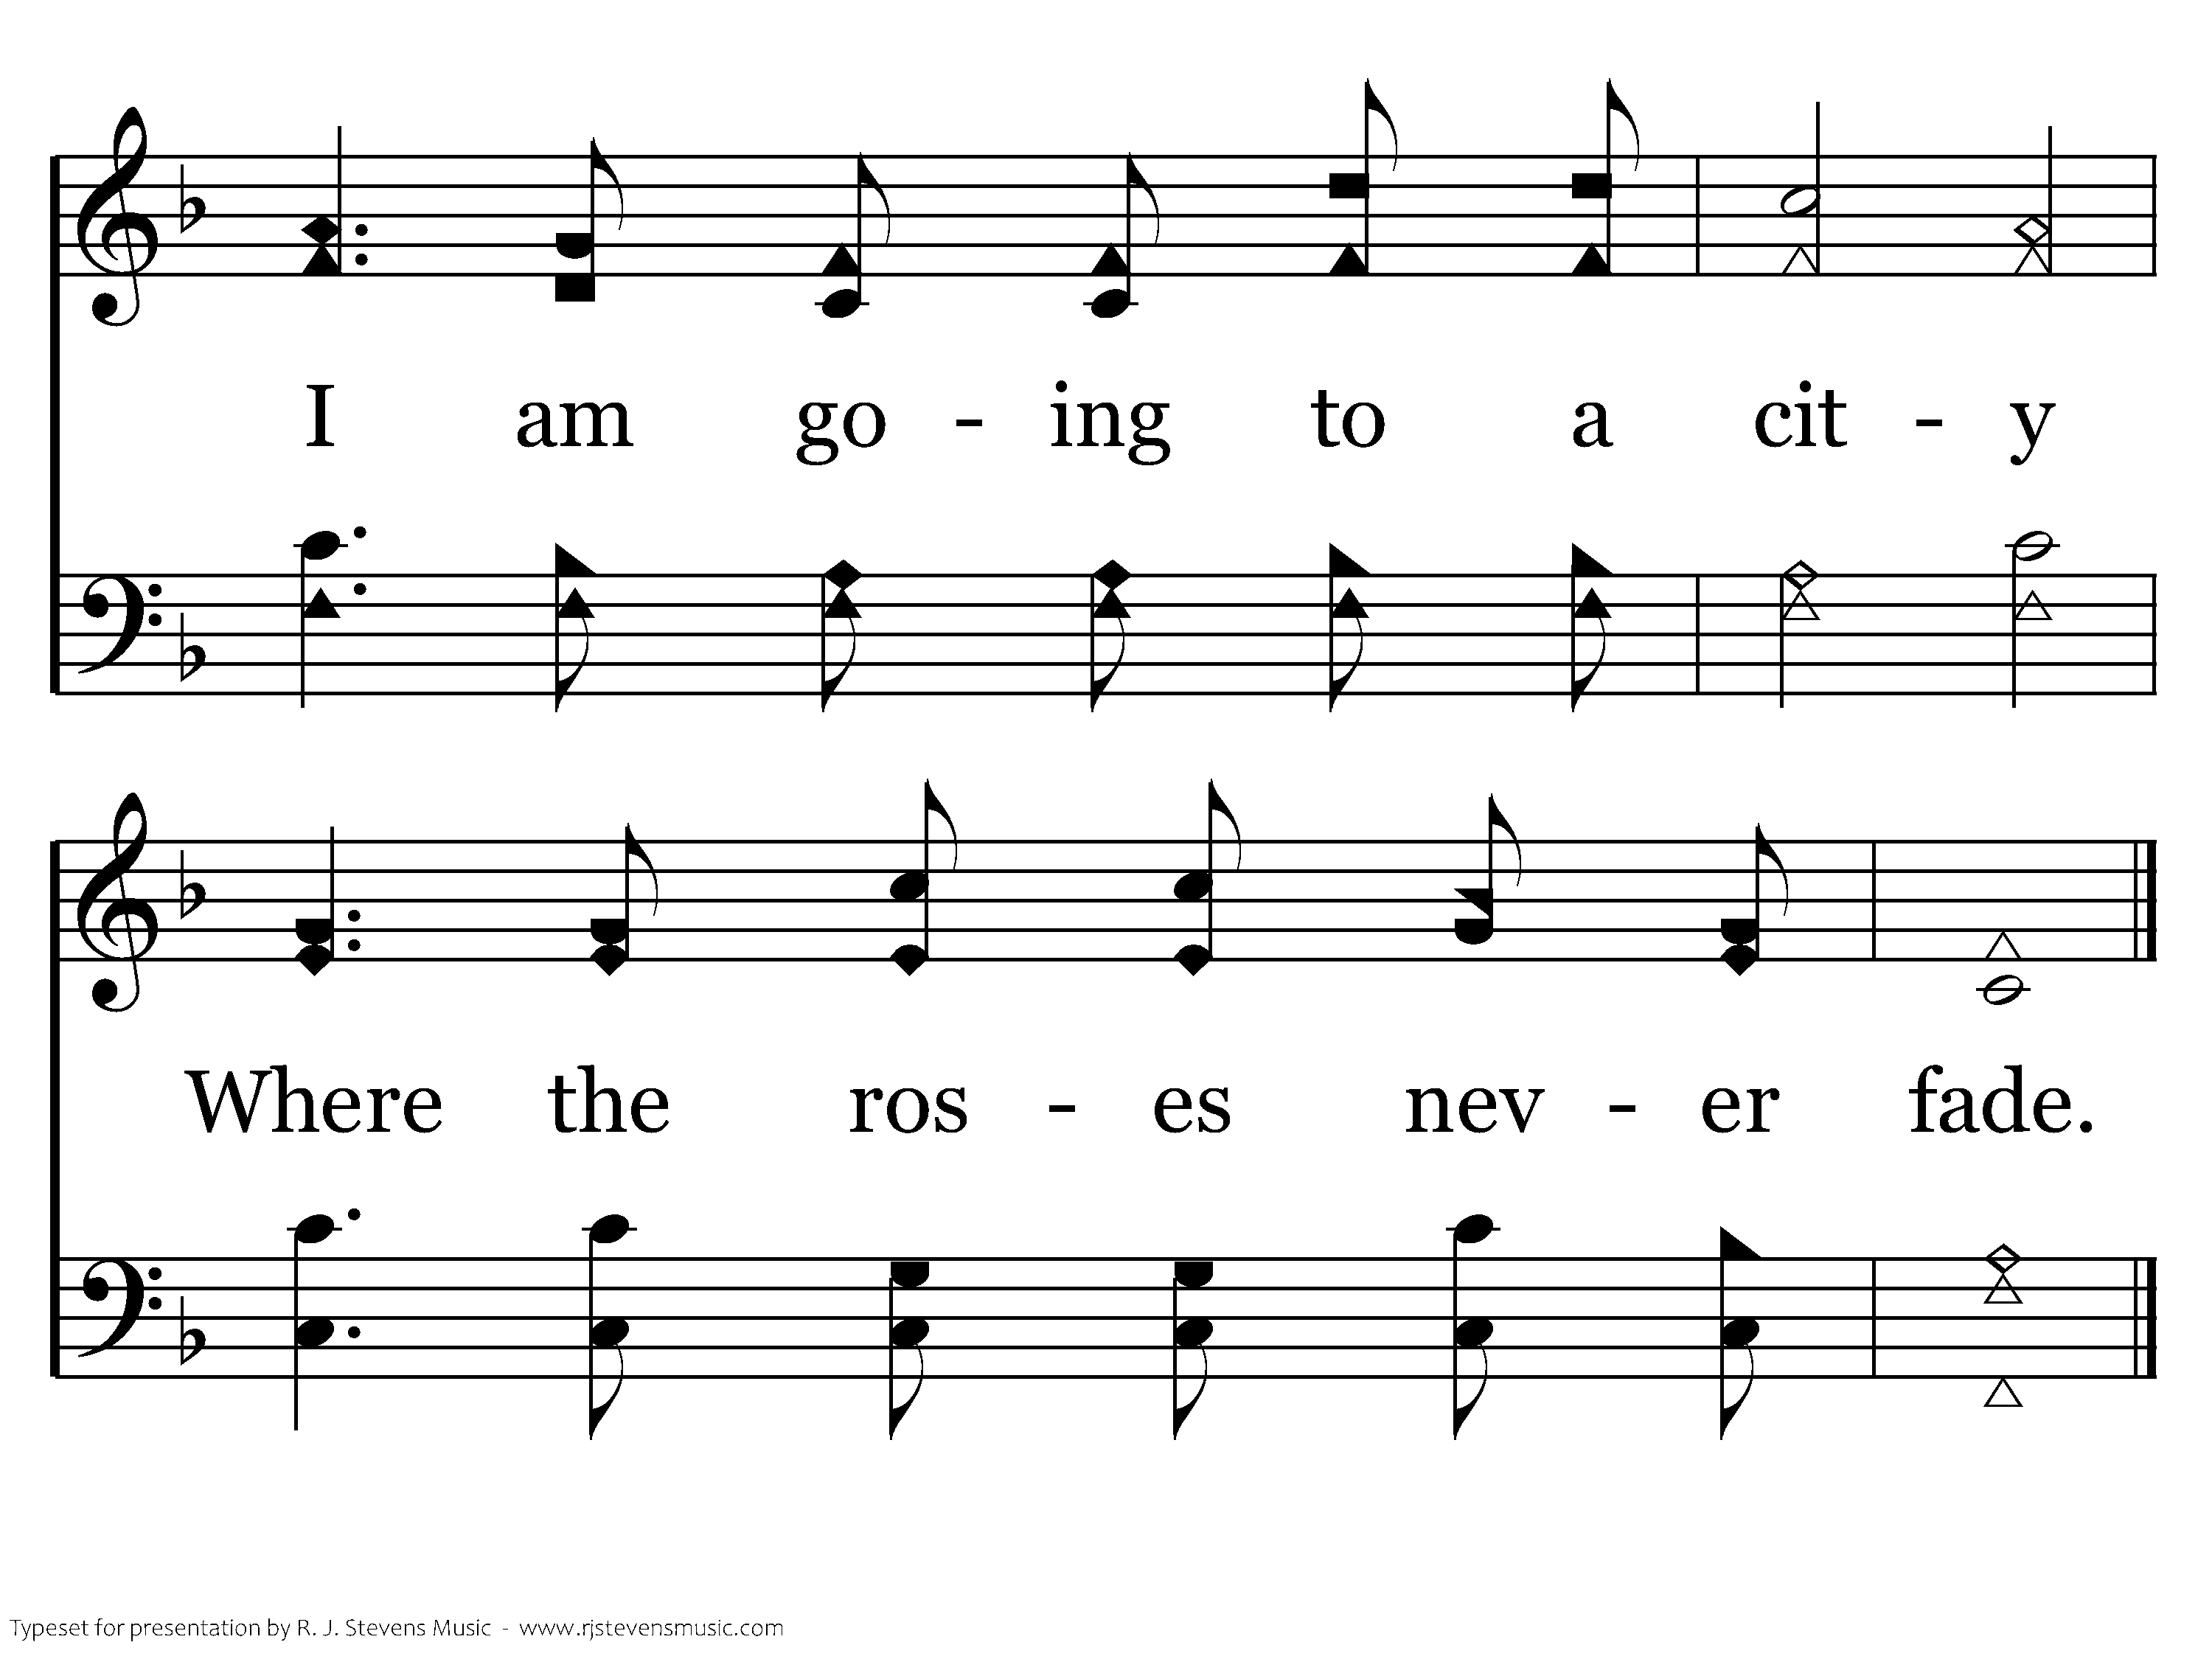 I am go - ing to a cit - y
Where the ros - es nev - er fade.
Typeset for presentation by R. J. Stevens Music - www.rjstevensmusic.com